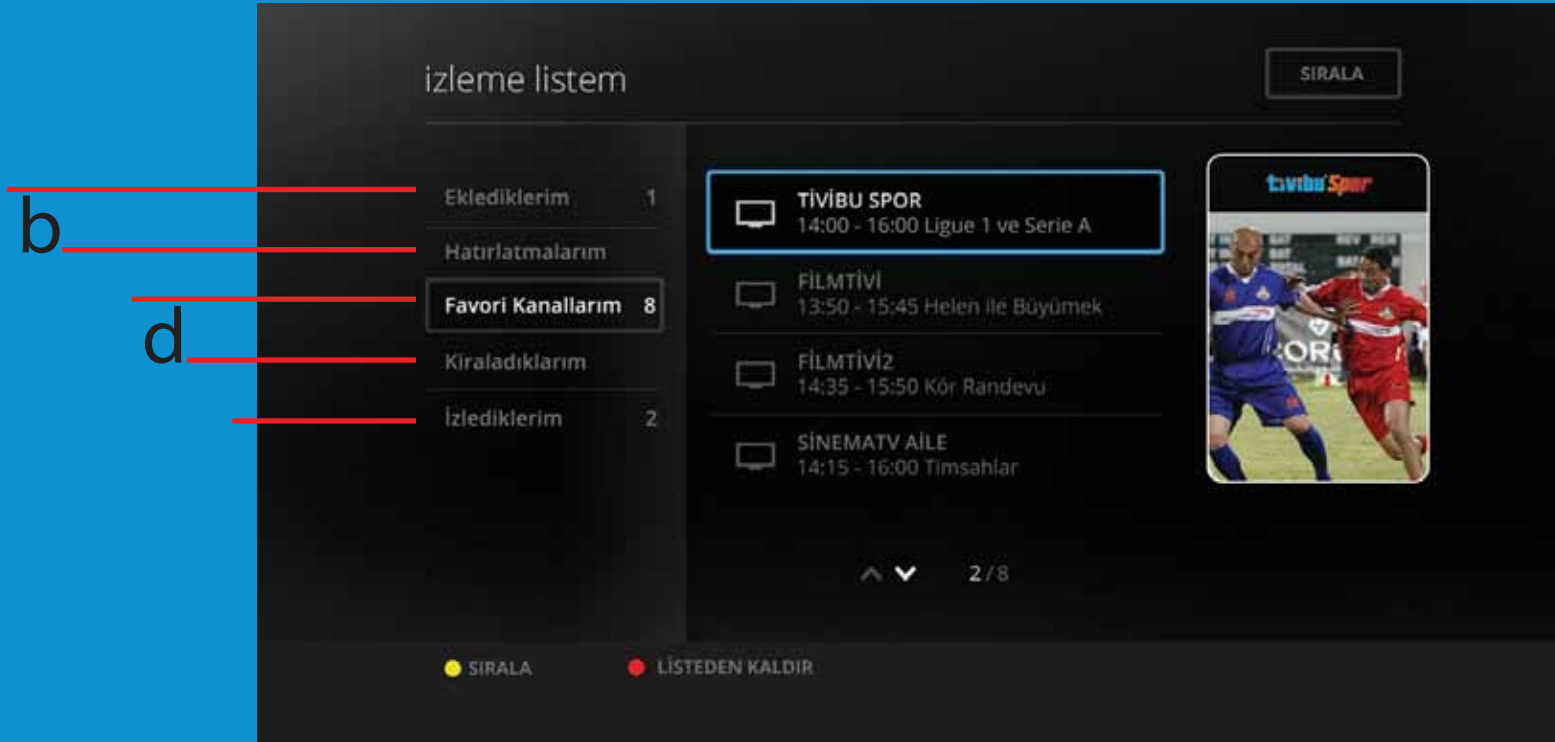 izleme listem
SIRALA
b
d
Eklediklerim 1
Hatırlatmalarım
Favori Kanallarım 8
Kiraladıklarım
İzlediklerim 2
TİVİBU SPOR
14:00 - 16:00 Ligue 1 ve Serie A
FİLMTİVİ
13:50 - 15:45 Helen ile Büyümek
FİLMTİVİ2
14:35 - 15:50 Kör Randevu
SİNEMATV AİLE
14:15 - 16:00 Timsahlar
tivibu Spor
2/8
SIRALA
LİSTEDEN KALDIR